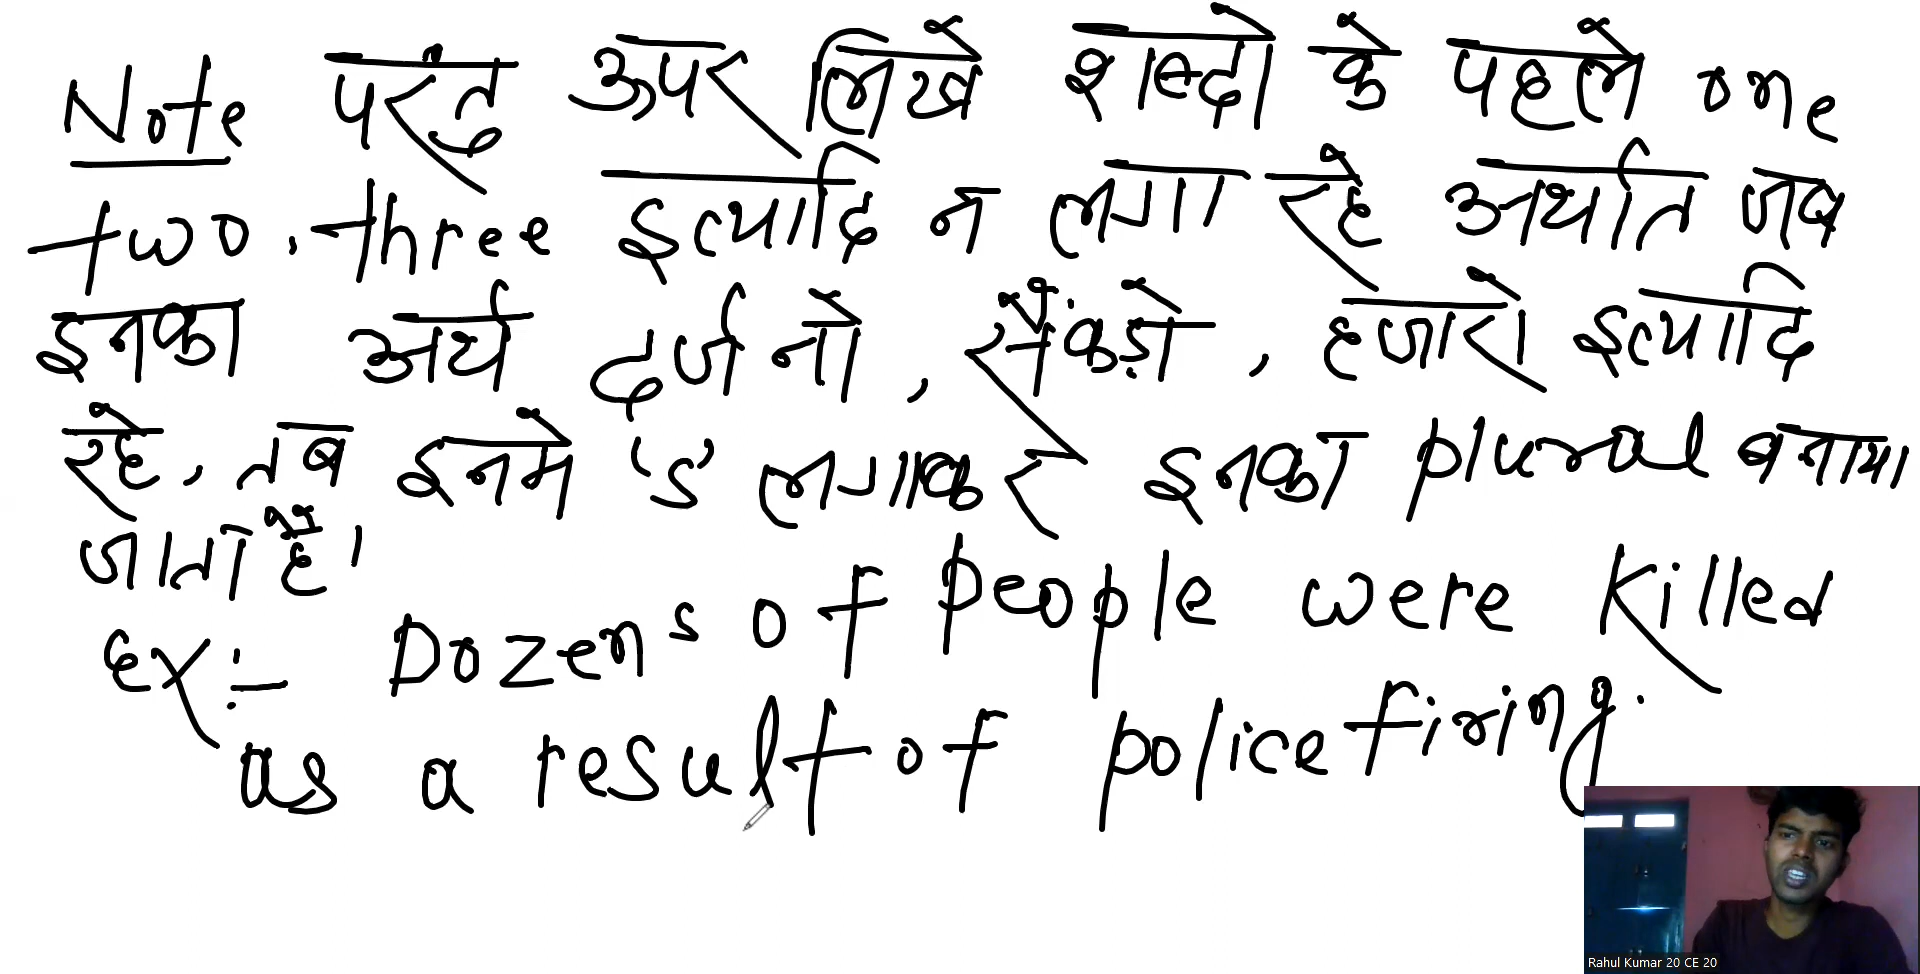 Note परंतु ऊपर लिखे शब्दो के पहले one
two, three इत्यादि न लगा रहे अर्थात जब
इनका अर्थ दर्जनो, सैंकड़ो, हजारो इत्यादि
रहे, तब इनमे 's' लगाकर इनका plural बनाया
जाता है।
Ex:- Dozens of people were killed
as a result of police firing.
Rahul Kumar 20 CE 20